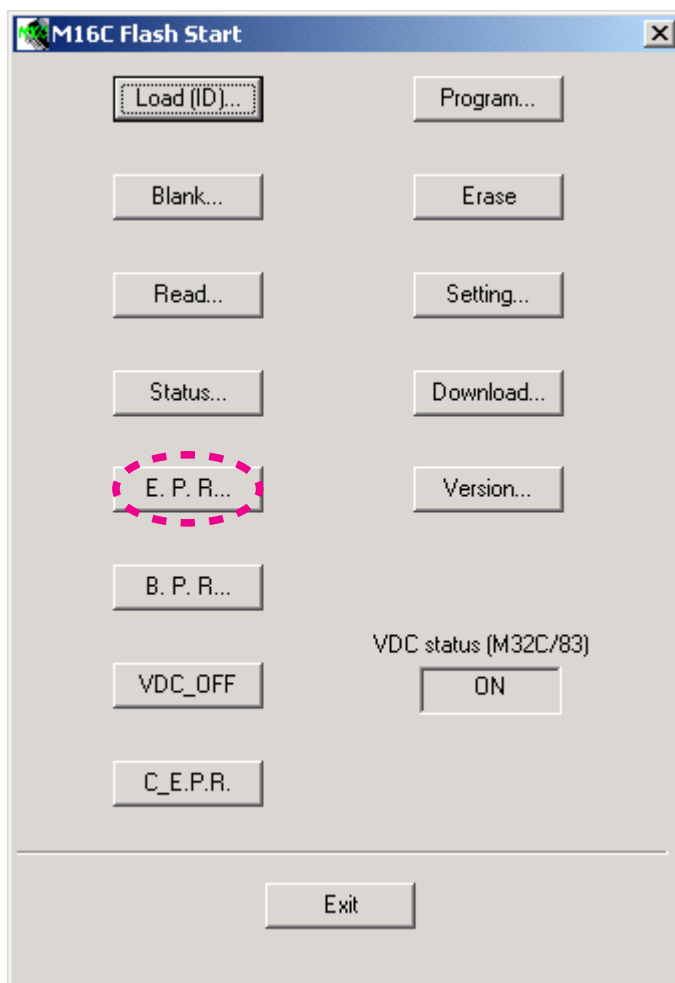 M16C Flash Start
Load (ID)... Program...
Blank... Erase
Read... Setting...
Status... Download...
E. P. R... Version...
B. P. R...
VDC status (M32C/83)
VDC_OFF ON
C_E.P.R.
Exit